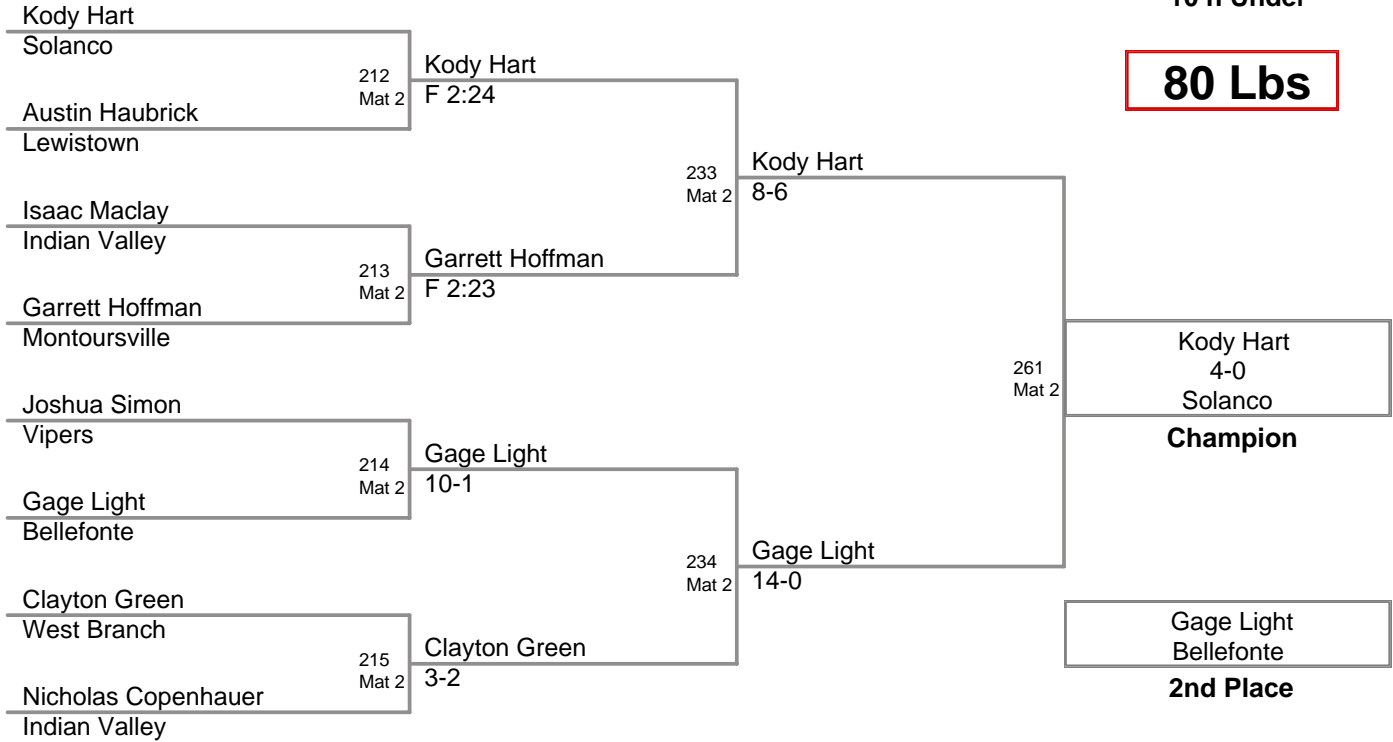 10 n Under
80 Lbs
Kody Hart
Solanco
212
Mat 2
Austin Haubrick
Lewistown
Kody Hart
F 2:24
Isaac Maclay
Indian Valley
213
Mat 2
Garrett Hoffman
Montoursville
Garrett Hoffman
F 2:23
233
Mat 2
Kody Hart
8-6
Joshua Simon
Vipers
214
Mat 2
Gage Light
Bellefonte
Gage Light
10-1
Clayton Green
West Branch
215
Mat 2
Nicholas Copenhauer
Indian Valley
Clayton Green
3-2
234
Mat 2
Gage Light
14-0
261
Mat 2
Kody Hart
4-0
Solanco
Champion
Gage Light
Bellefonte
2nd Place